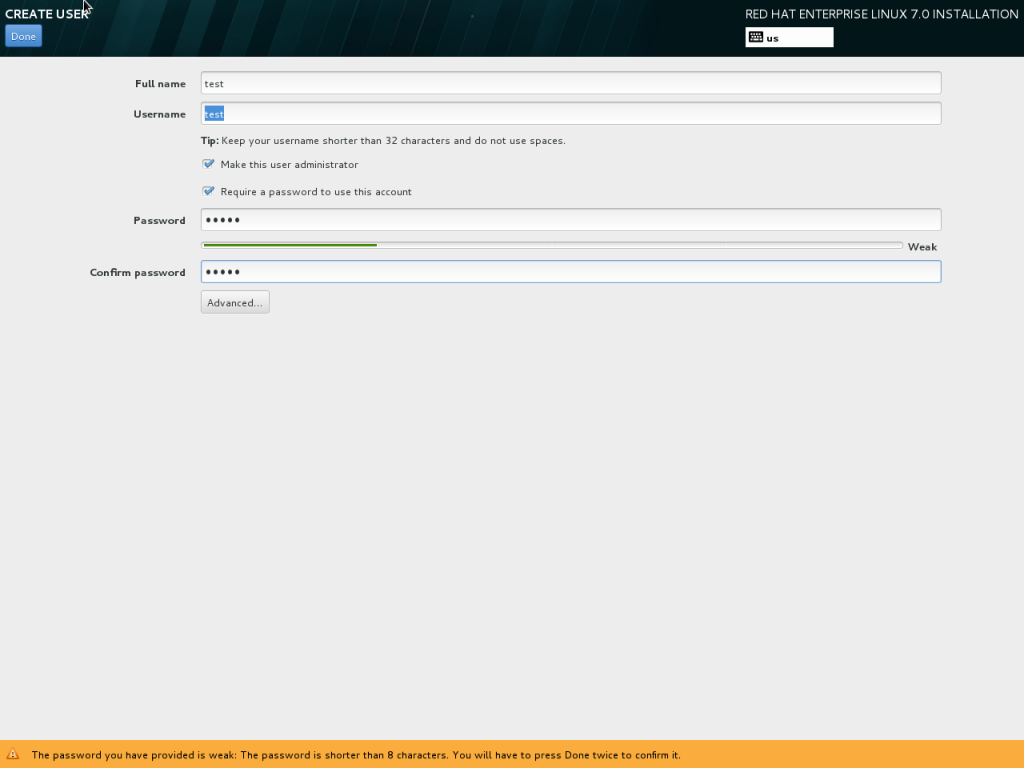 CREATE USER
RED HAT ENTERPRISE LINUX 7.0 INSTALLATION
Done
us
Full name test
Username test
Tip: Keep your username shorter than 32 characters and do not use spaces.
Make this user administrator
Require a password to use this account
Password •••••
Weak
Confirm password •••••
Advanced...
The password you have provided is weak: The password is shorter than 8 characters. You will have to press Done twice to confirm it.